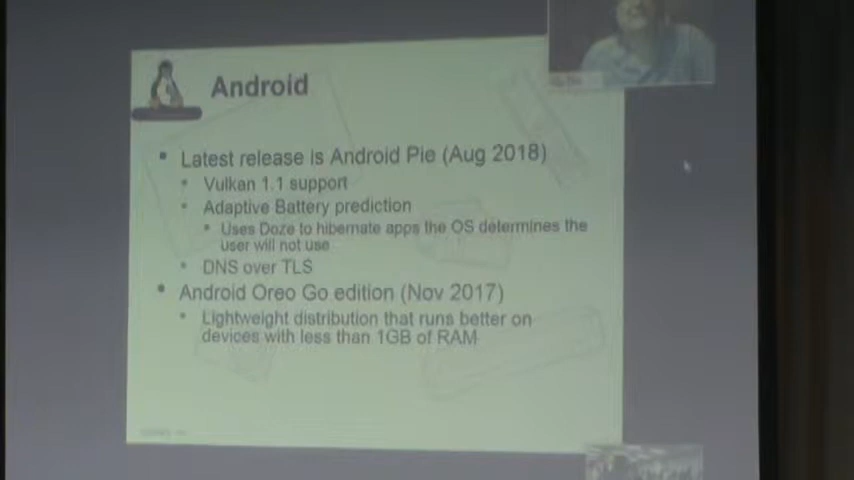 Android
Latest release is Android Pie (Aug 2018)
Vulkan 1.1 support
Adaptive Battery prediction
Uses Doze to hibernate apps the OS determines the
user will not use
DNS over TLS
Android Oreo Go edition (Nov 2017)
Lightweight distribution that runs better on
devices with less than 1GB of RAM